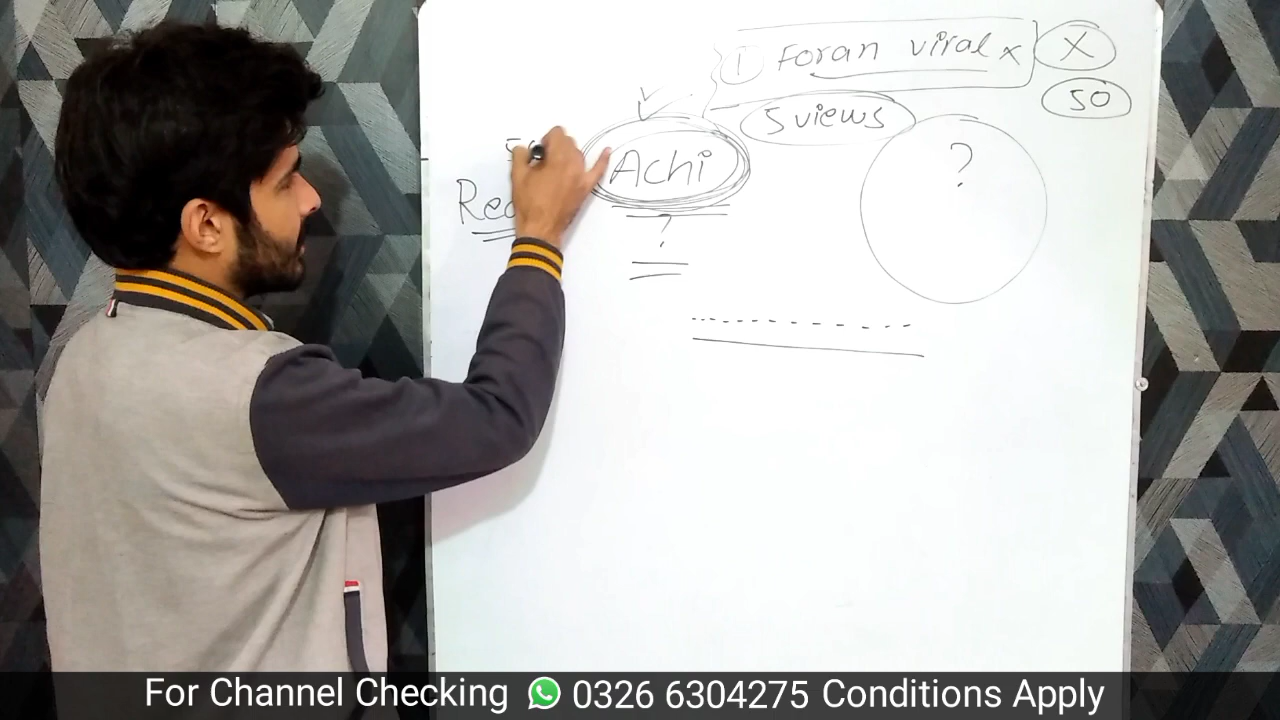 ① Foran viral x
X
50
5 views
?
Achi
?
For Channel Checking 0326 6304275 Conditions Apply